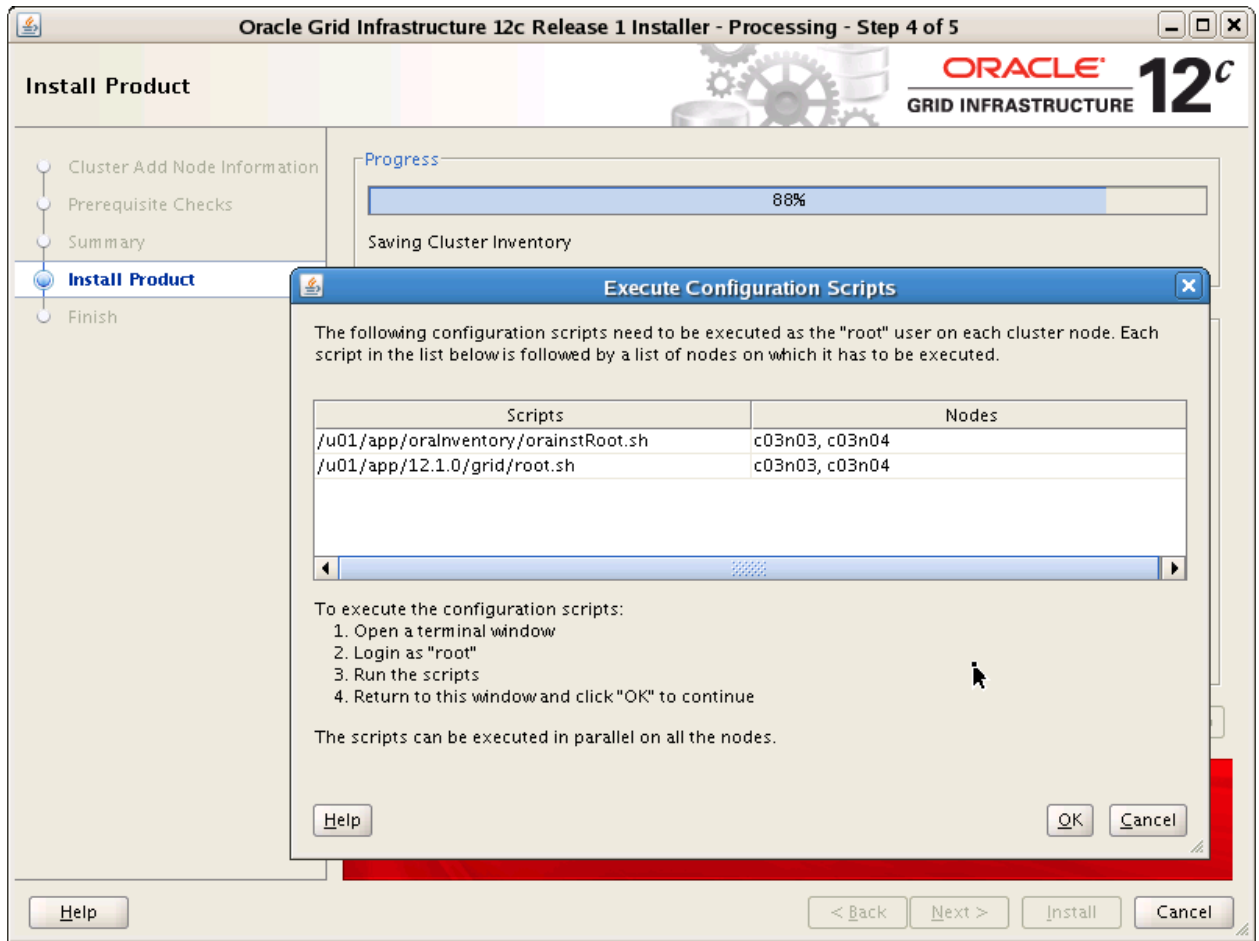 Oracle Grid Infrastructure 12c Release 1 Installer - Processing - Step 4 of 5
Install Product
ORACLE
GRID INFRASTRUCTURE
12c
Cluster Add Node Information
Prerequisite Checks
Summary
Install Product
Finish
Progress
88%
Saving Cluster Inventory
Execute Configuration Scripts
The following configuration scripts need to be executed as the "root" user on each cluster node. Each
script in the list below is followed by a list of nodes on which it has to be executed.
Scripts Nodes
/u01/app/oraInventory/orainstRoot.sh c03n03, c03n04
/u01/app/12.1.0/grid/root.sh c03n03, c03n04
To execute the configuration scripts:
1. Open a terminal window
2. Login as "root"
3. Run the scripts
4. Return to this window and click "OK" to continue
The scripts can be executed in parallel on all the nodes.
Help OK Cancel
Help < Back Next > Install Cancel